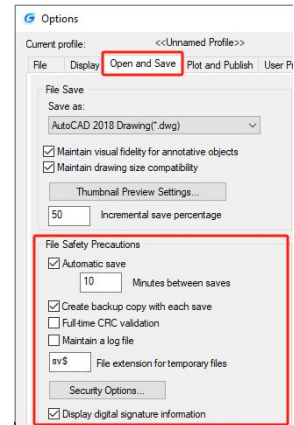 Options
Current profile: <<Unnamed Profile>>
File Display Open and Save Plot and Publish User
File Save
Save as:
AutoCAD 2018 Drawing(*.dwg)
Maintain visual fidelity for annotative objects
Maintain drawing size compatibility
Thumbnail Preview Settings...
50 Incremental save percentage
File Safety Precautions
Automatic save
10 Minutes between saves
Create backup copy with each save
Full-time CRC validation
Maintain a log file
sv$ File extension for temporary files
Security Options...
Display digital signature information